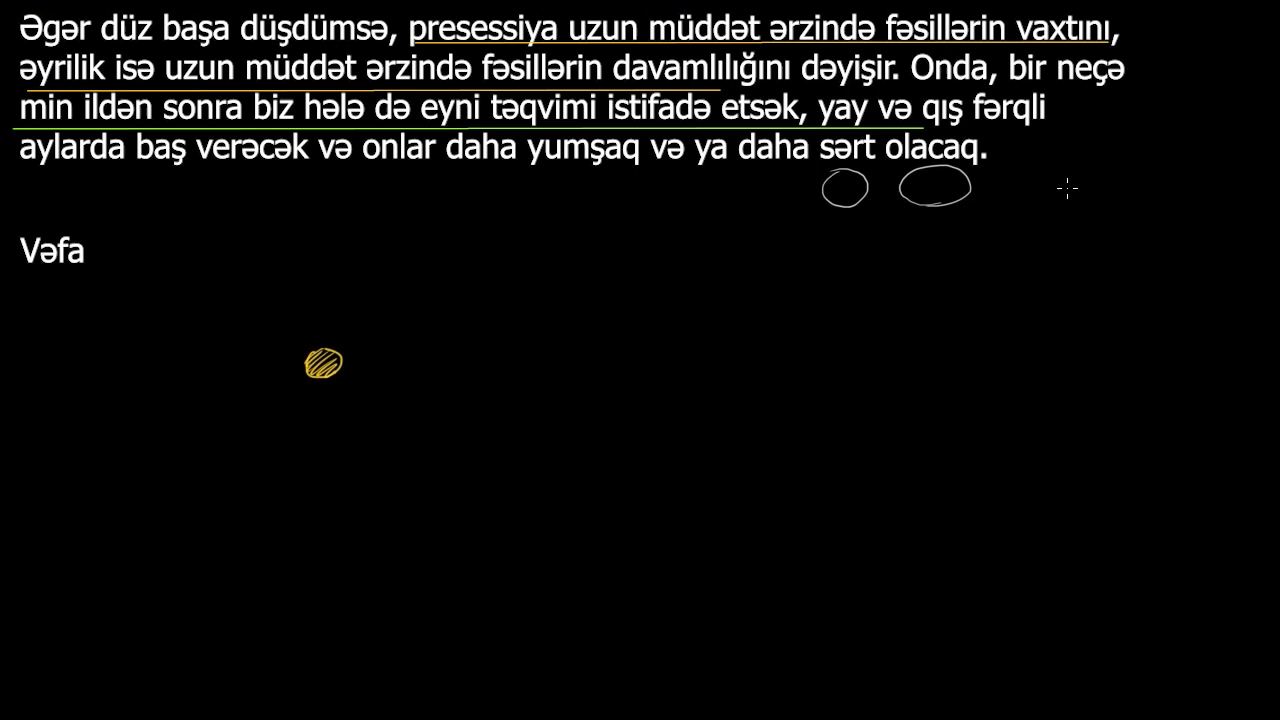 Əgər düz başa düşdümsə, presessiya uzun müddət ərzində fəsillərin vaxtını,
əyrilik isə uzun müddət ərzində fəsillərin davamlılığını dəyişir. Onda, bir neçə
min ildən sonra biz hələ də eyni təqvimi istifadə etsək, yay və qış fərqli
aylarda baş verəcək və onlar daha yumşaq və ya daha sərt olacaq.
Vəfa